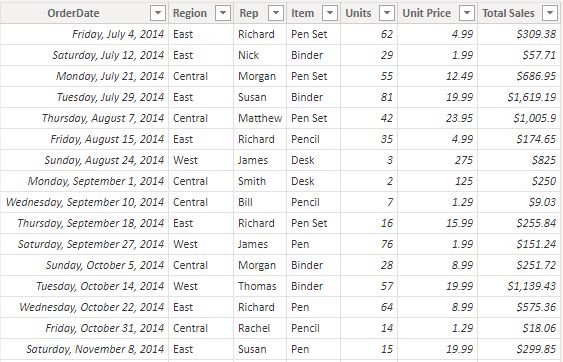 OrderDate Region Rep Item Units Unit Price Total Sales
Friday, July 4, 2014 East Richard Pen Set 62 4.99 $309.38
Saturday, July 12, 2014 East Nick Binder 29 1.99 $57.71
Monday, July 21, 2014 Central Morgan Pen Set 55 12.49 $686.95
Tuesday, July 29, 2014 East Susan Binder 81 19.99 $1,619.19
Thursday, August 7, 2014 Central Matthew Pen Set 42 23.95 $1,005.9
Friday, August 15, 2014 East Richard Pencil 35 4.99 $174.65
Sunday, August 24, 2014 West James Desk 3 275 $825
Monday, September 1, 2014 Central Smith Desk 2 125 $250
Wednesday, September 10, 2014 Central Bill Pencil 7 1.29 $9.03
Thursday, September 18, 2014 East Richard Pen Set 16 15.99 $255.84
Saturday, September 27, 2014 West James Pen 76 1.99 $151.24
Sunday, October 5, 2014 Central Morgan Binder 28 8.99 $251.72
Tuesday, October 14, 2014 West Thomas Binder 57 19.99 $1,139.43
Wednesday, October 22, 2014 East Richard Pen 64 8.99 $575.36
Friday, October 31, 2014 Central Rachel Pencil 14 1.29 $18.06
Saturday, November 8, 2014 East Susan Pen 15 19.99 $299.85